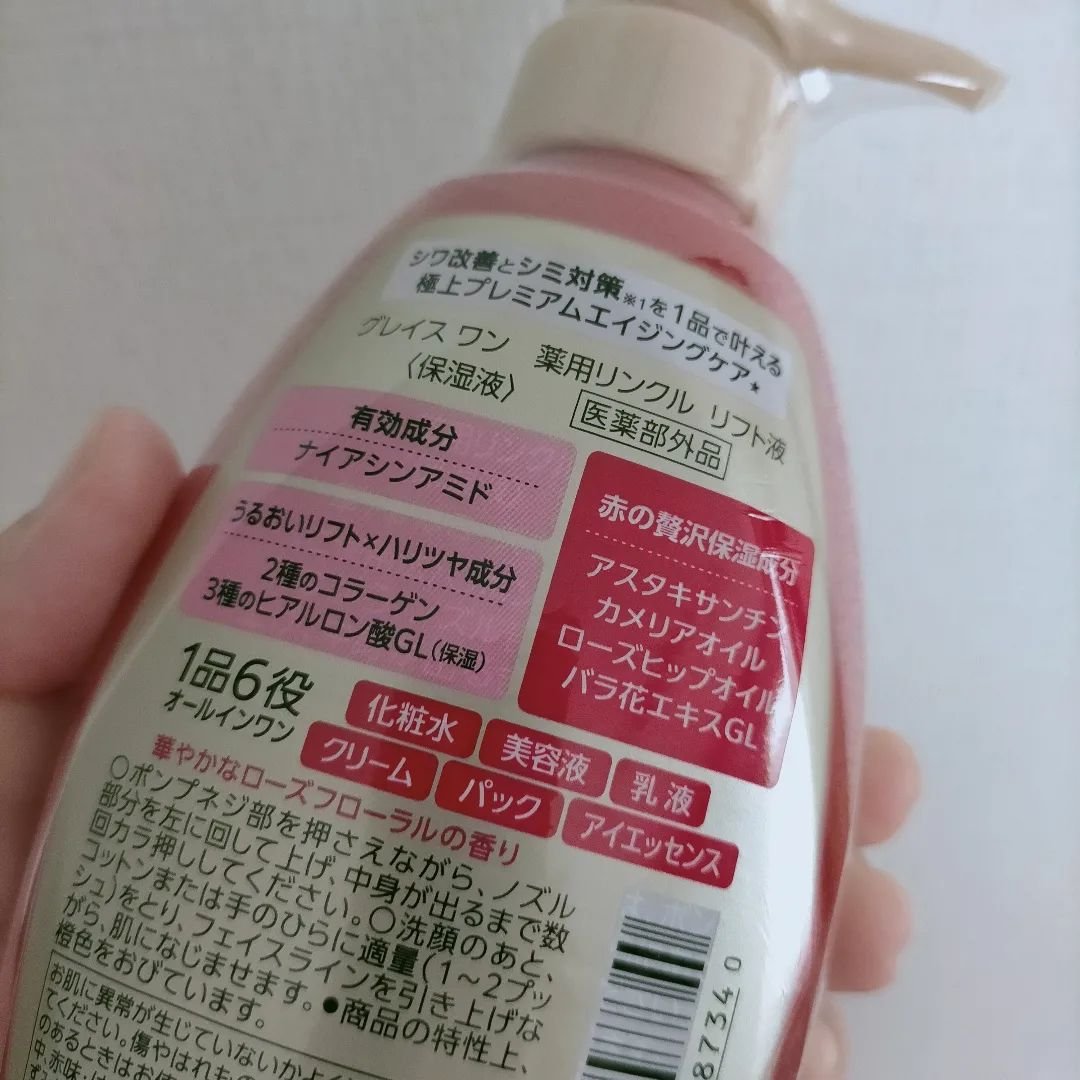 シワ改善とシミ対策※1を1品で叶える
極上プレミアムエイジングケア★
グレイス ワン 薬用リンクル リフト液
〈保湿液〉
医薬部外品
有効成分
ナイアシンアミド
うるおいリフト×ハリツヤ成分
2種のコラーゲン
3種のヒアルロン酸GL(保湿)
赤の贅沢保湿成分
アスタキサンチン
カメリアオイル
ローズヒップオイル
バラ花エキスGL
1品6役
オールインワン
化粧水
美容液
乳液
クリーム
パック
アイエッセンス
華やかなローズフローラルの香り
○ポンプネジ部を押さえながら、ノズル
部分を左に回して上げ、中身が出るまで数
回カラ押ししてください。○洗顔のあと、
コットンまたは手のひらに適量(1~2プッ
シュ)をとり、フェイスラインを引き上げな
がら、肌になじませます。●商品の特性上、
橙色をおびています。
お肌に異常が生じていないかよく
てください。傷やはれもの
のあるときはお使
中、赤味・は
87340